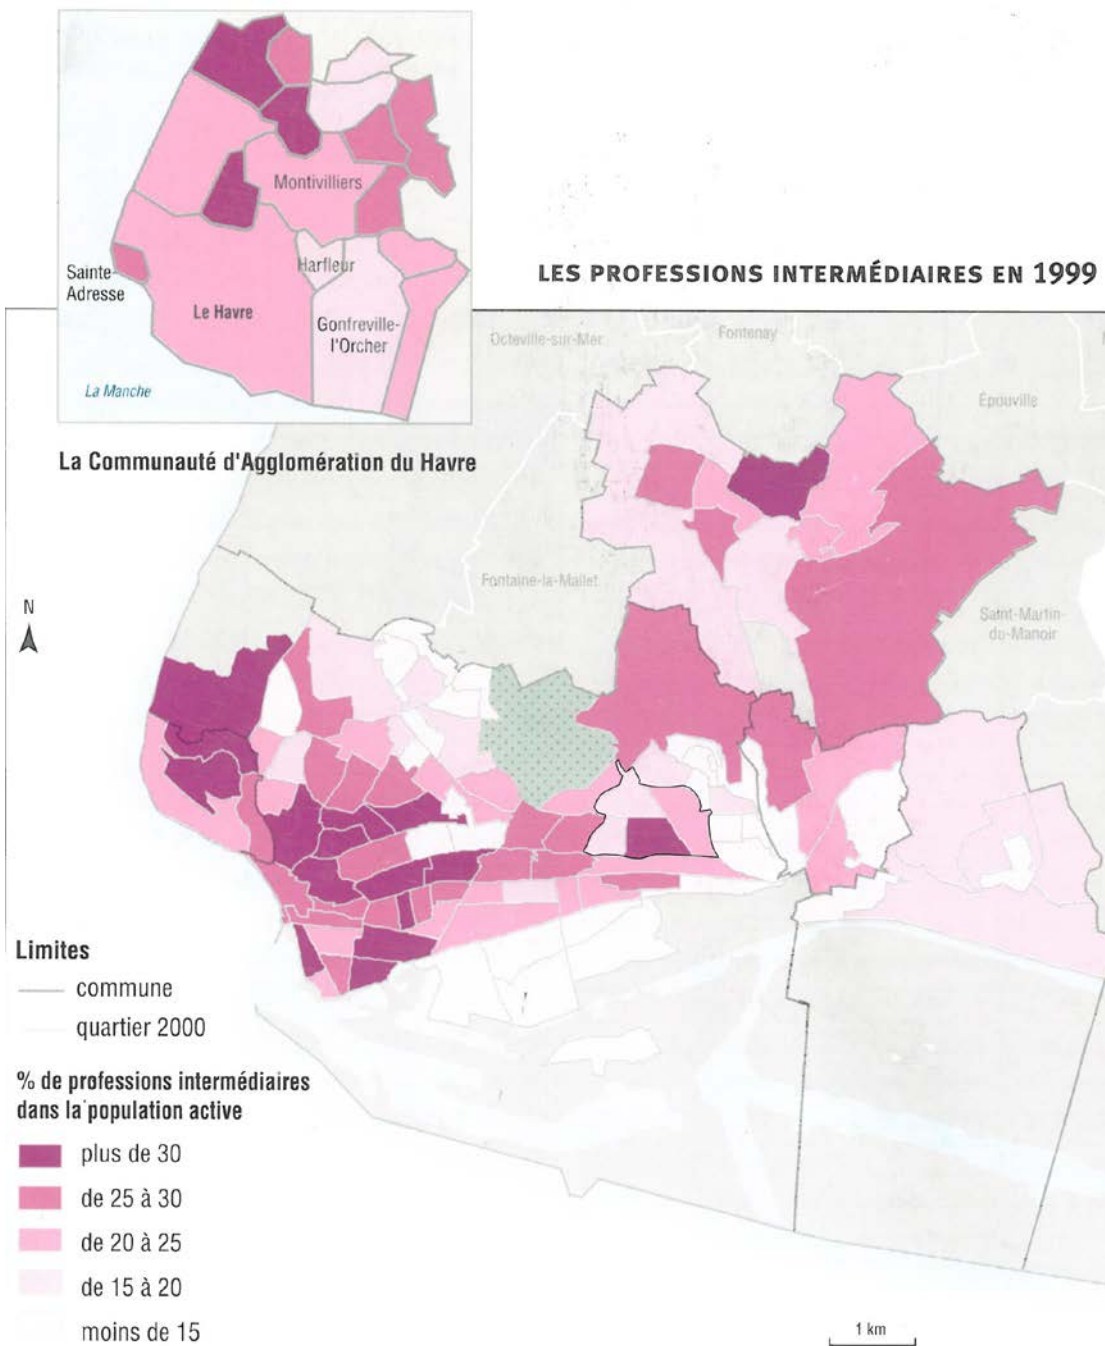 Montivilliers
Harfleur
Sainte-
Adresse
Le Havre
Gonfreville-
l'Orcher
La Manche
LES PROFESSIONS INTERMÉDIAIRES EN 1999
La Communauté d'Agglomération du Havre
Octeville-sur-Mer
Fontenay
Épouville
Fontaine-la-Mallet
Saint-Martin-
du-Manoir
N
Limites
commune
quartier 2000
% de professions intermédiaires
dans la population active
plus de 30
de 25 à 30
de 20 à 25
de 15 à 20
moins de 15
1 km